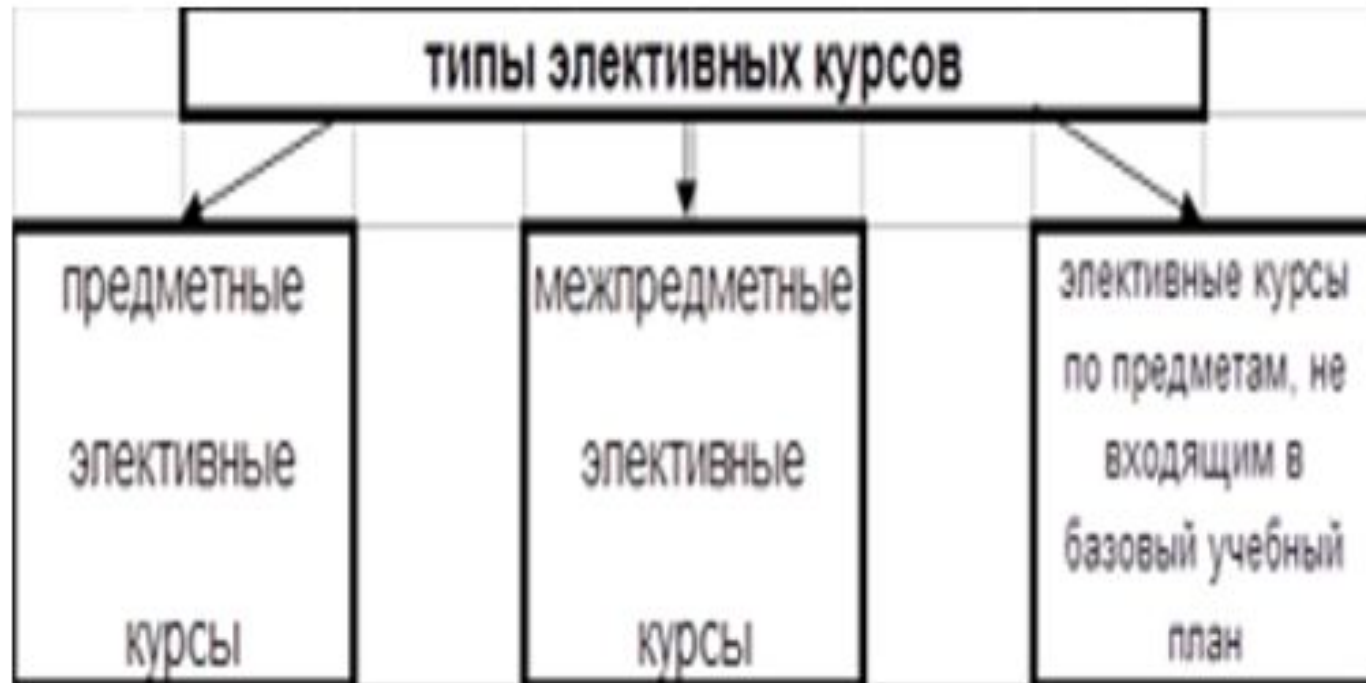 типы элективных курсов
предметные
элективные
курсы
межпредметные
элективные
курсы
элективные курсы
по предметам, не
входящим в
базовый учебный
план